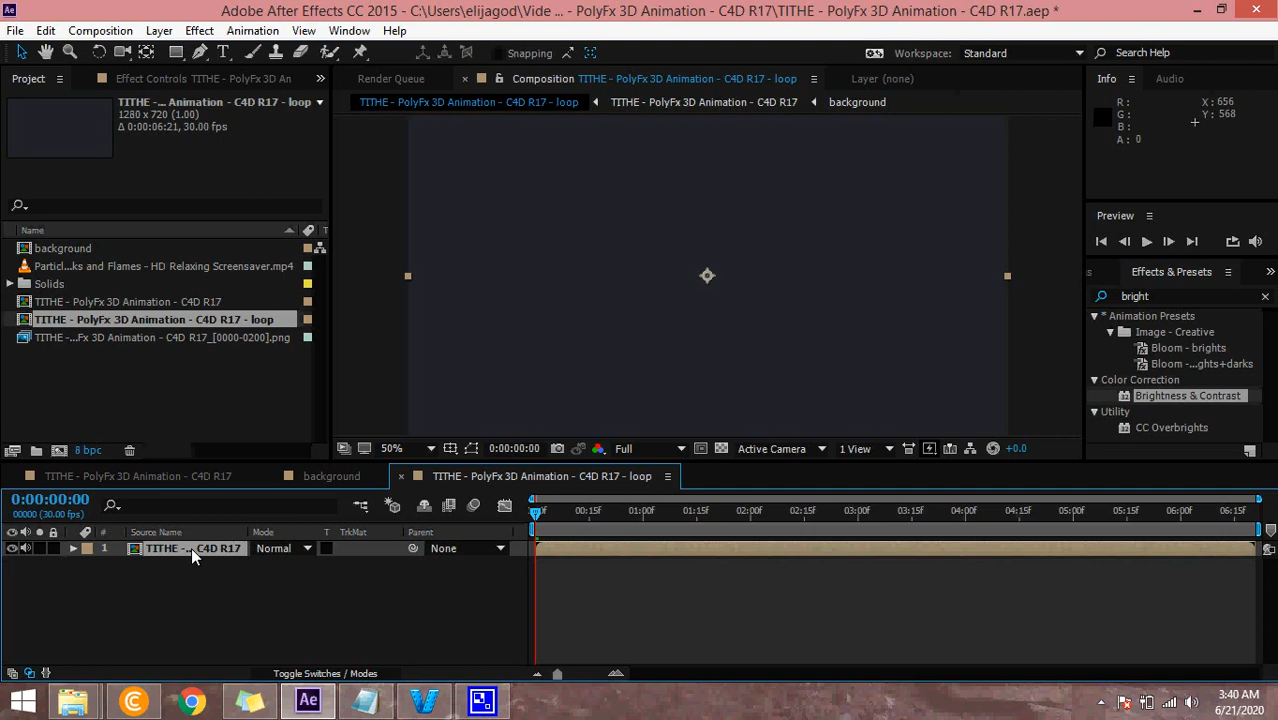 Adobe After Effects CC 2015 - C:\Users\elijagod\Vide ... - PolyFx 3D Animation - C4D R17\TITHE - PolyFx 3D Animation - C4D R17.aep *
File Edit Composition Layer Effect Animation View Window Help
Snapping Workspace: Standard Search Help
Project Effect Controls TITHE - PolyFx 3D An Render Queue Composition TITHE - PolyFx 3D Animation - C4D R17 - loop Layer (none) Info Audio
TITHE - ... Animation - C4D R17 - loop
1280 x 720 (1.00)
Δ 0:00:06:21, 30.00 fps
TITHE - PolyFx 3D Animation - C4D R17 - loop TITHE - PolyFx 3D Animation - C4D R17 background
R: X: 656
G: Y: 568
B:
A: 0
Preview
Name T
background
Particl...ks and Flames - HD Relaxing Screensaver.mp4
Solids
TITHE - PolyFx 3D Animation - C4D R17
TITHE - PolyFx 3D Animation - C4D R17 - loop
TITHE -...Fx 3D Animation - C4D R17_[0000-0200].png
s Effects & Presets
bright
* Animation Presets
Image - Creative
Bloom - brights
Bloom -...ghts+darks
Color Correction
Brightness & Contrast
Utility
CC Overbrights
8 bpc 50% 0:00:00:00 Full Active Camera 1 View +0.0
TITHE - PolyFx 3D Animation - C4D R17 background TITHE - PolyFx 3D Animation - C4D R17 - loop
0:00:00:00
00000 (30.00 fps)
00:15f 01:00f 01:15f 02:00f 02:15f 03:00f 03:15f 04:00f 04:15f 05:00f 05:15f 06:00f 06:15f
# Source Name Mode T TrkMat Parent
1 TITHE -... C4D R17 Normal None
Toggle Switches / Modes
Ae
3:40 AM
6/21/2020